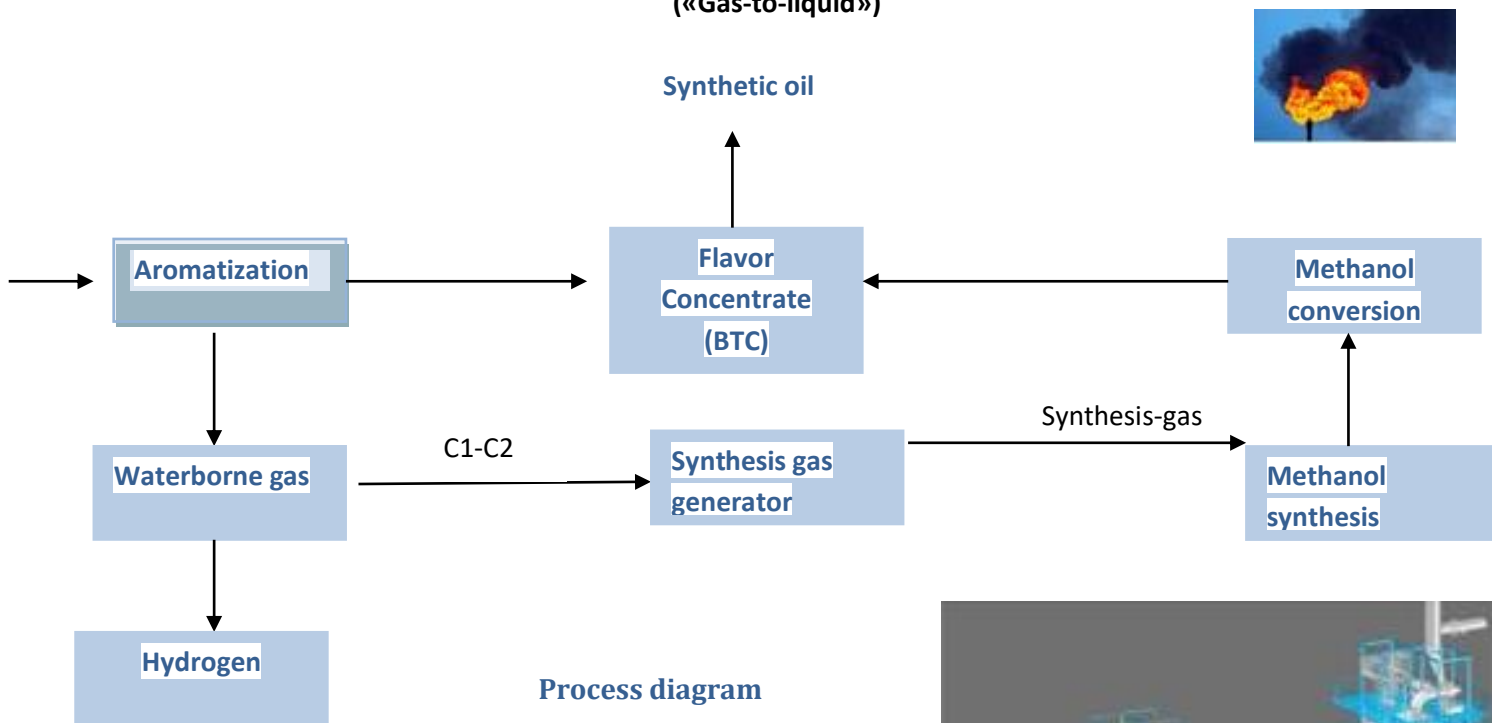 («Gas-to-liquid»)
Synthetic oil
Aromatization
Flavor
Concentrate
(BTC)
Methanol
conversion
Waterborne gas
C1-C2
Synthesis gas
generator
Synthesis-gas
Methanol
synthesis
Hydrogen
Process diagram